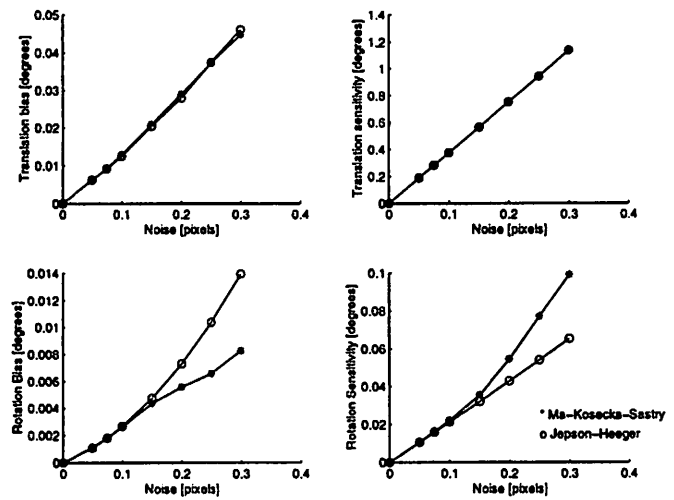 0.05
0.04
0.03
0.02
0.01
0
0 0.1 0.2 0.3 0.4
Translation bias [degrees]
Noise [pixels]
1.4
1.2
1
0.8
0.6
0.4
0.2
0
0 0.1 0.2 0.3 0.4
Translation sensitivity [degrees]
Noise [pixels]
0.014
0.012
0.01
0.008
0.006
0.004
0.002
0
0 0.1 0.2 0.3 0.4
Rotation Bias [degrees]
Noise [pixels]
0.1
0.08
0.06
0.04
0.02
0
0 0.1 0.2 0.3 0.4
Rotation Sensitivity [degrees]
Noise [pixels]
* Ma-Kosecka-Sastry
o Jepson-Heeger